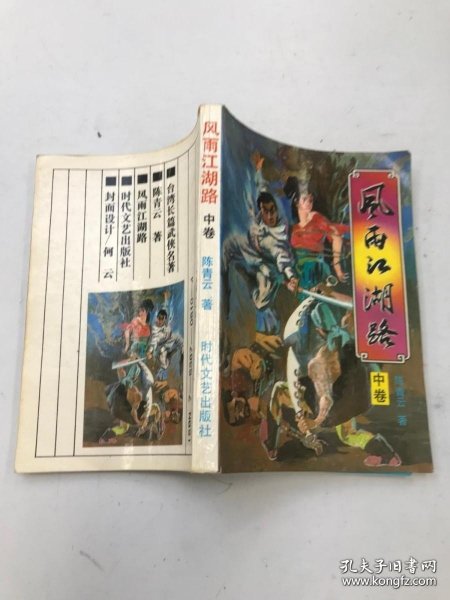 風雨江湖路
中卷
陈青云 著
风雨江湖路
中卷
陈青云 著
时代文艺出版社
台湾长篇武侠名著
陈青云 著
风雨江湖路
时代文艺出版社
封面设计／何 云
孔夫子旧书网
www.kongfz.com